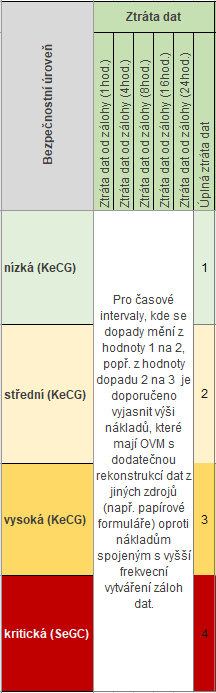 Ztráta dat
Bezpečnostní úroveň
Ztráta dat od zálohy (1hod.)
Ztráta dat od zálohy (4hod.)
Ztráta dat od zálohy (8hod.)
Ztráta dat od zálohy (16hod.)
Ztráta dat od zálohy (24hod.)
Úplná ztráta dat
nízká (KeCG)
1
střední (KeCG)
2
vysoká (KeCG)
3
kritická (SeGC)
4
Pro časové
intervaly, kde se
dopady mění z
hodnoty 1 na 2,
popř. z hodnoty
dopadu 2 na 3 je
doporučeno
vyjasnit výši
nákladů, které
mají OVM s
dodatečnou
rekonstrukcí dat z
jiných zdrojů
(např. papírové
formuláře) oproti
nákladům
spojeným s vyšší
frekvecní
vytváření záloh
dat.